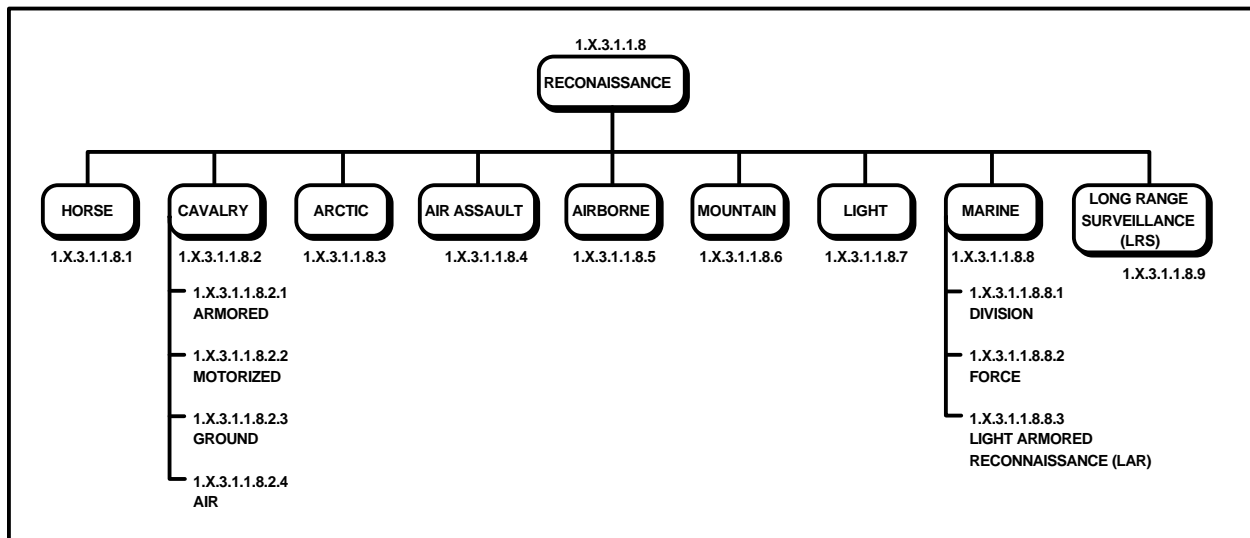 1.X.3.1.1.8
RECONAISSANCE
HORSE
1.X.3.1.1.8.1
CAVALRY
1.X.3.1.1.8.2
1.X.3.1.1.8.2.1
ARMORED
1.X.3.1.1.8.2.2
MOTORIZED
1.X.3.1.1.8.2.3
GROUND
1.X.3.1.1.8.2.4
AIR
ARCTIC
1.X.3.1.1.8.3
AIR ASSAULT
1.X.3.1.1.8.4
AIRBORNE
1.X.3.1.1.8.5
MOUNTAIN
1.X.3.1.1.8.6
LIGHT
1.X.3.1.1.8.7
MARINE
1.X.3.1.1.8.8
1.X.3.1.1.8.8.1
DIVISION
1.X.3.1.1.8.8.2
FORCE
1.X.3.1.1.8.8.3
LIGHT ARMORED
RECONNAISSANCE (LAR)
LONG RANGE
SURVEILLANCE
(LRS)
1.X.3.1.1.8.9